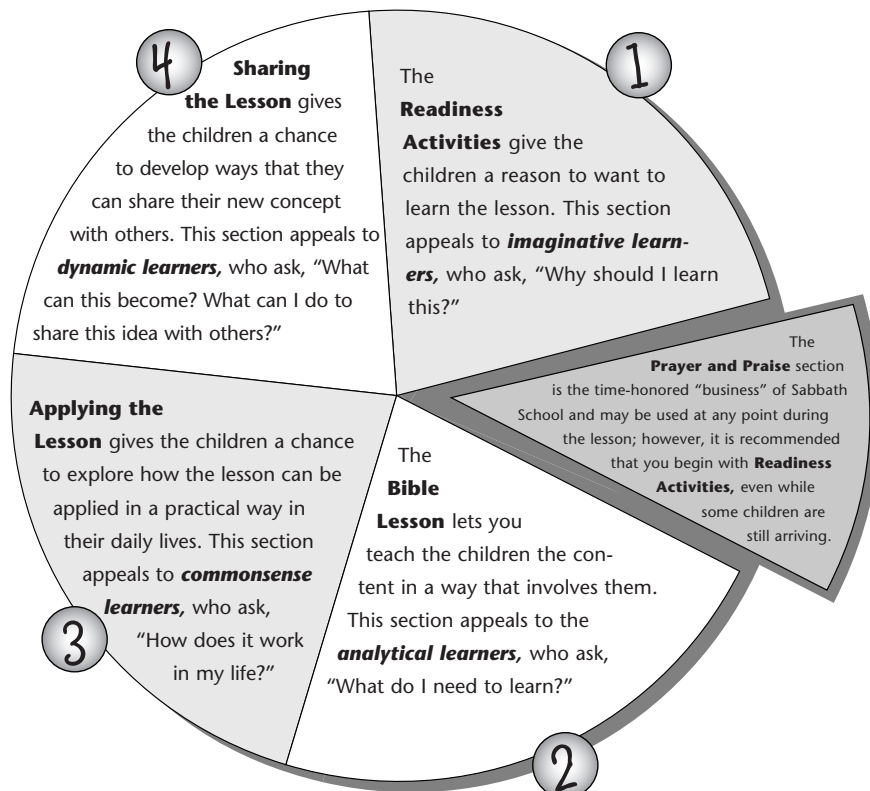 1
The
Readiness
Activities give the
children a reason to want to
learn the lesson. This section
appeals to imaginative learn-
ers, who ask, “Why should I learn
this?”
The
Prayer and Praise section
is the time-honored “business” of Sabbath
School and may be used at any point during
the lesson; however, it is recommended
that you begin with Readiness
Activities, even while
some children are
still arriving.
2
The
Bible
Lesson lets you
teach the children the con-
tent in a way that involves them.
This section appeals to the
analytical learners, who ask,
“What do I need to learn?”
3
Applying the
Lesson gives the children a chance
to explore how the lesson can be
applied in a practical way in
their daily lives. This section
appeals to commonsense
learners, who ask,
“How does it work
in my life?”
4
Sharing
the Lesson gives
the children a chance
to develop ways that they
can share their new concept
with others. This section appeals to
dynamic learners, who ask, “What
can this become? What can I do to
share this idea with others?”